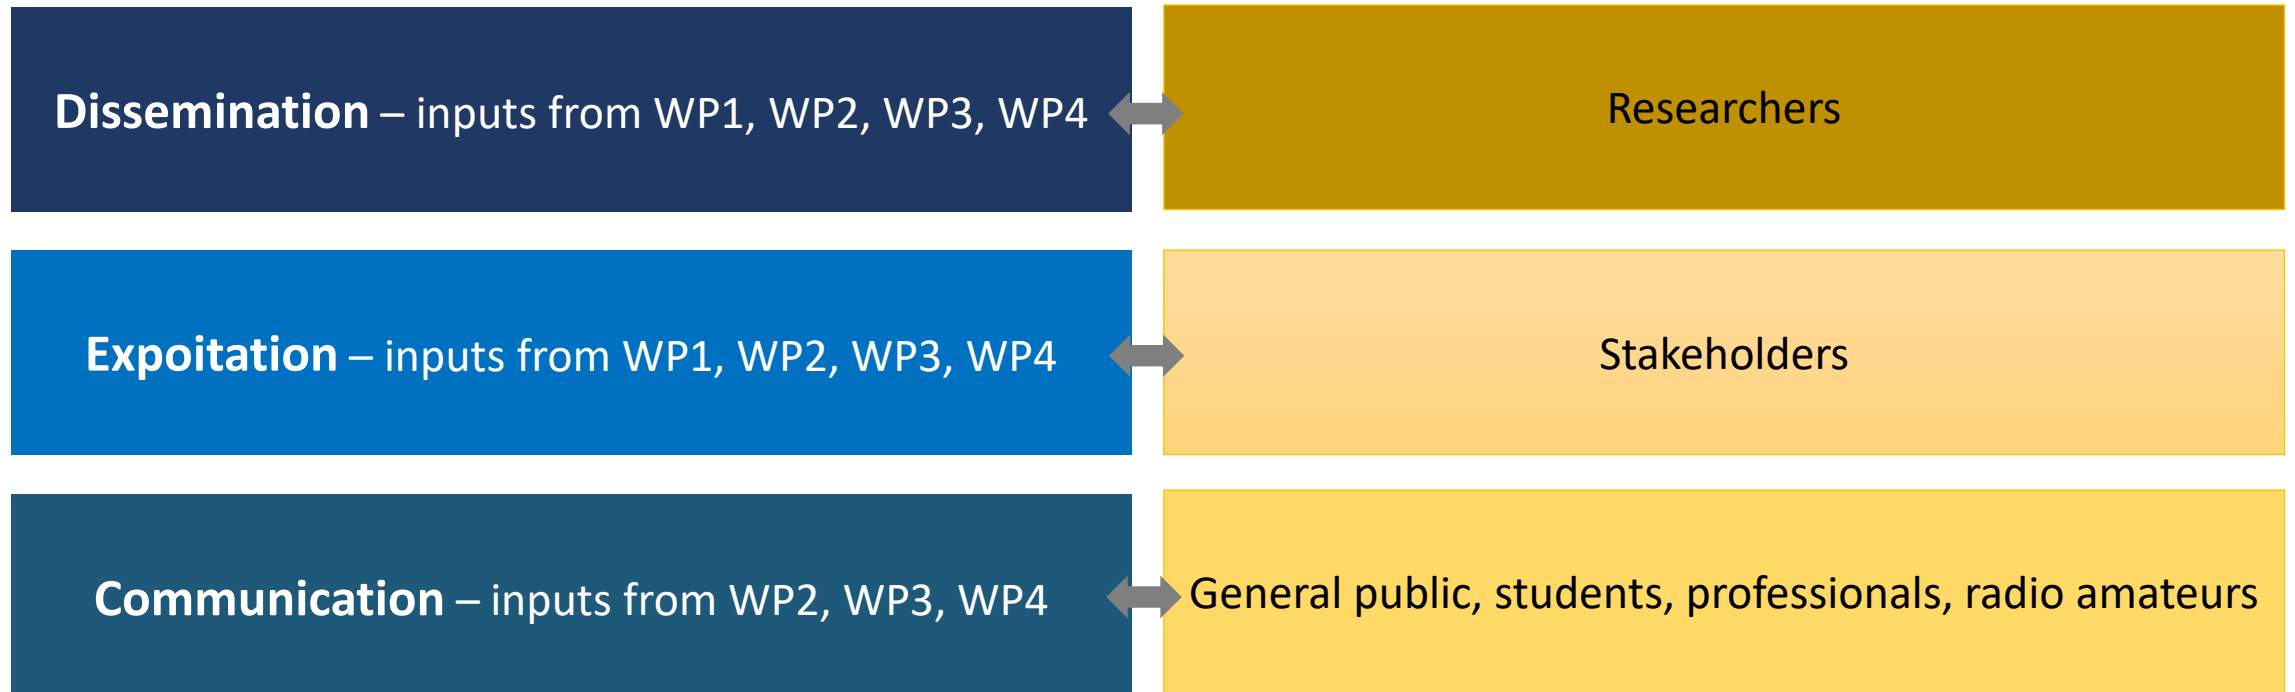 Dissemination – inputs from WP1, WP2, WP3, WP4
Researchers
Expoitation – inputs from WP1, WP2, WP3, WP4
Stakeholders
Communication – inputs from WP2, WP3, WP4
General public, students, professionals, radio amateurs